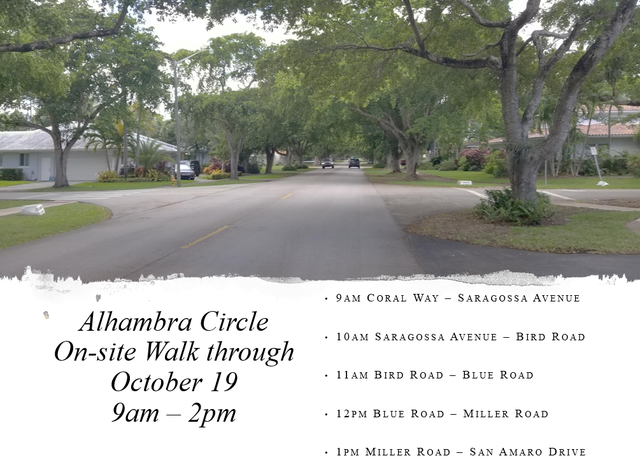 Alhambra Circle
On-site Walk through
October 19
9am – 2pm
• 9am Coral Way – Saragossa Avenue
• 10am Saragossa Avenue – Bird Road
• 11am Bird Road – Blue Road
• 12pm Blue Road – Miller Road
• 1pm Miller Road – San Amaro Drive